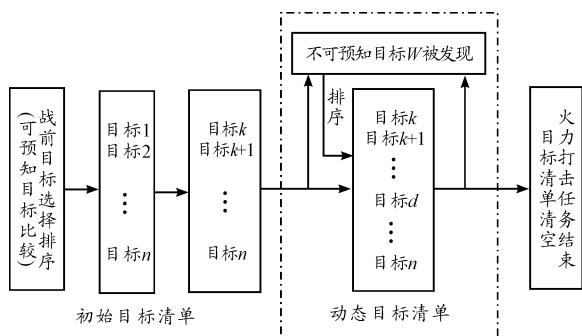 战前目标选择排序
(可预知目标比较)
目标1
目标2
⋮
目标n
目标k
目标k+1
⋮
目标n
初始目标清单
不可预知目标W被发现
排序
目标k
目标k+1
⋮
目标d
⋮
目标n
动态目标清单
火力打击任务结束
目标清单清空